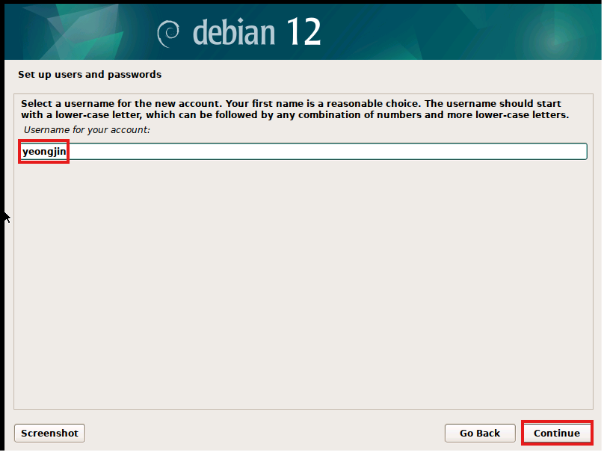 debian 12
Set up users and passwords
Select a username for the new account. Your first name is a reasonable choice. The username should start
with a lower-case letter, which can be followed by any combination of numbers and more lower-case letters.
Username for your account:
yeongjin
Screenshot
Go Back
Continue